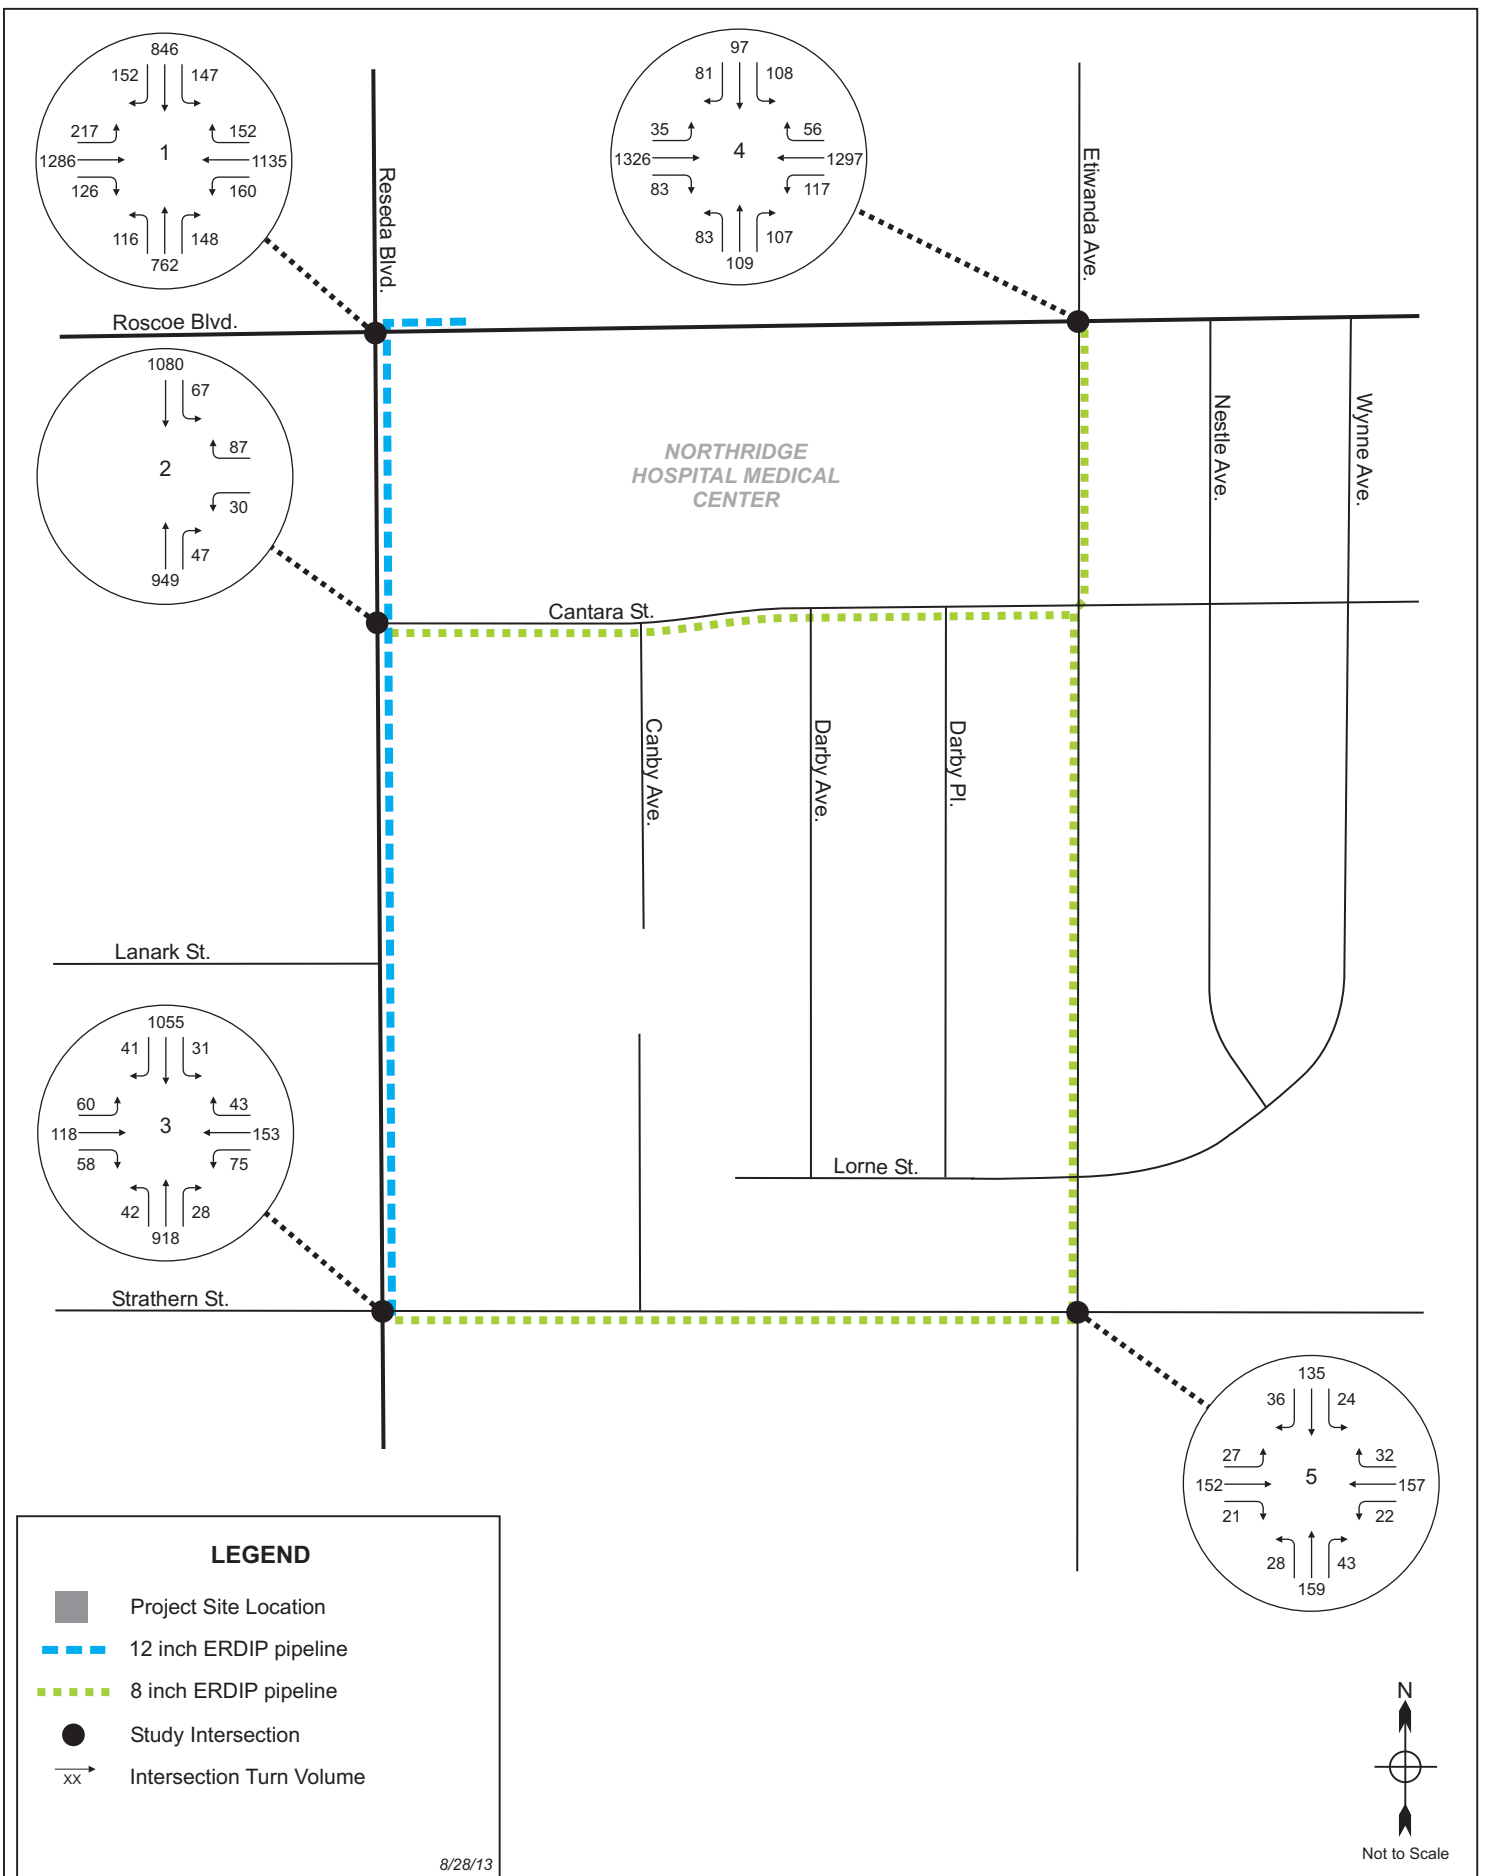 846
152
147
217
152
1286
1
1135
126
160
116
148
762
97
81
108
35
56
1326
4
1297
83
117
83
107
109
Reseda Blvd.
Etiwanda Ave.
Roscoe Blvd.
1080
67
87
2
30
47
949
NORTHRIDGE
HOSPITAL MEDICAL
CENTER
Nestle Ave.
Wynne Ave.
Cantara St.
Canby Ave.
Darby Ave.
Darby Pl.
Lanark St.
1055
41
31
60
43
118
3
153
58
75
42
28
918
Lorne St.
Strathern St.
135
36
24
27
32
152
5
157
21
22
28
43
159
LEGEND
Project Site Location
12 inch ERDIP pipeline
8 inch ERDIP pipeline
Study Intersection
XX Intersection Turn Volume
8/28/13
N
Not to Scale